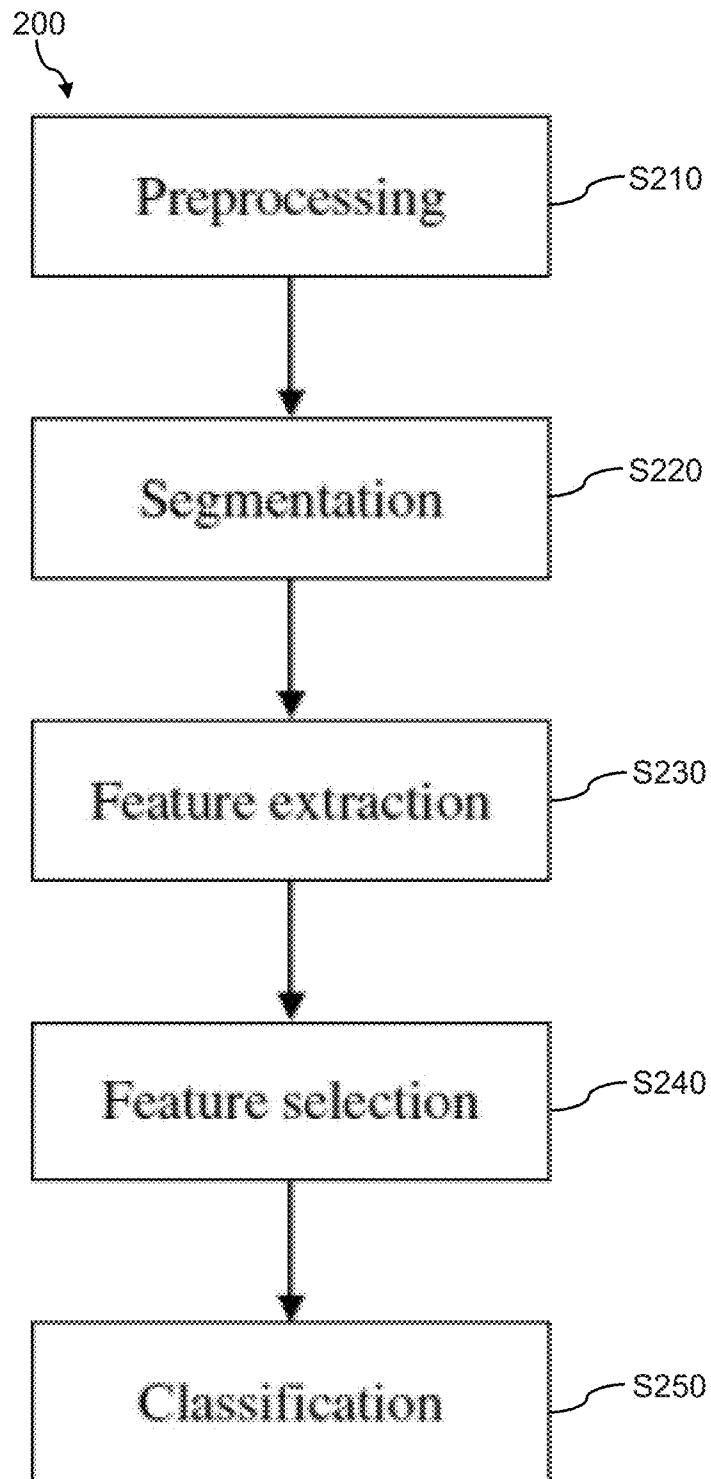 200
Preprocessing
S210
Segmentation
S220
Feature extraction
S230
Feature selection
S240
Classification
S250